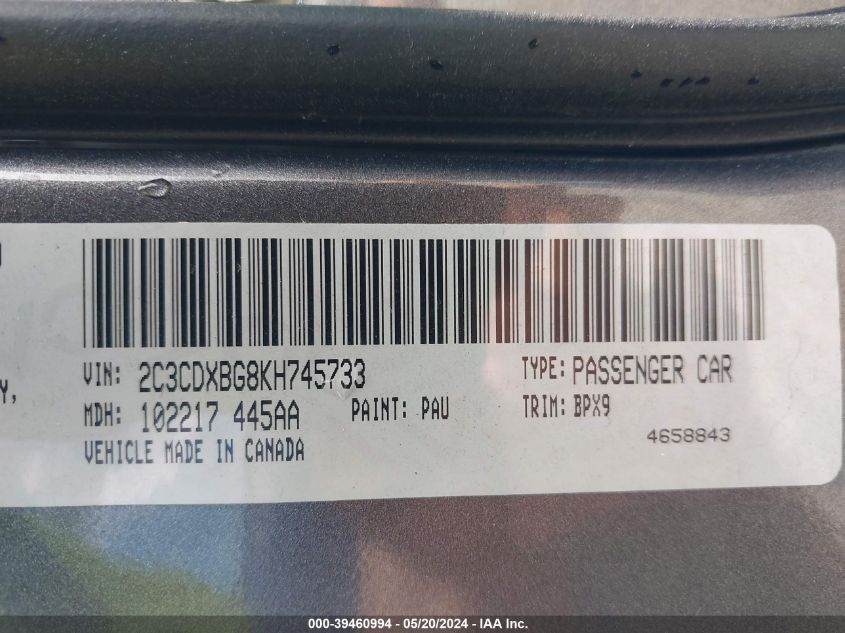 VIN: 2C3CDXBG8KH745733
TYPE: PASSENGER CAR
Y,
MDH: 102217 445AA
PAINT: PAU
TRIM: BPX9
4658843
VEHICLE MADE IN CANADA
000-39460994 - 05/20/2024 - IAA Inc.